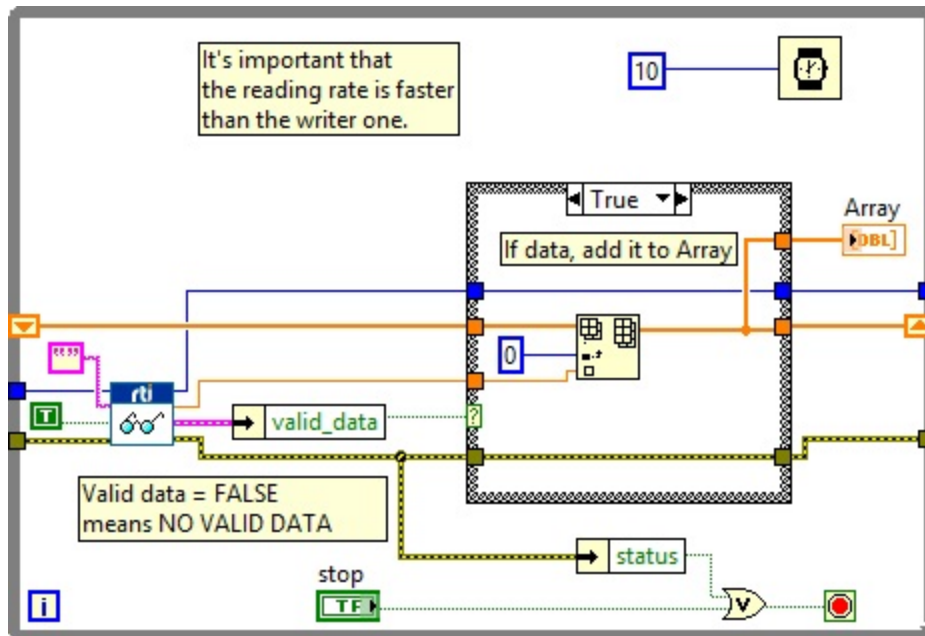 It's important that
the reading rate is faster
than the writer one.
10
True
Array
DBL
If data, add it to Array
0
""
rti
T
valid_data
?
Valid data = FALSE
means NO VALID DATA
status
stop
TF
V
i